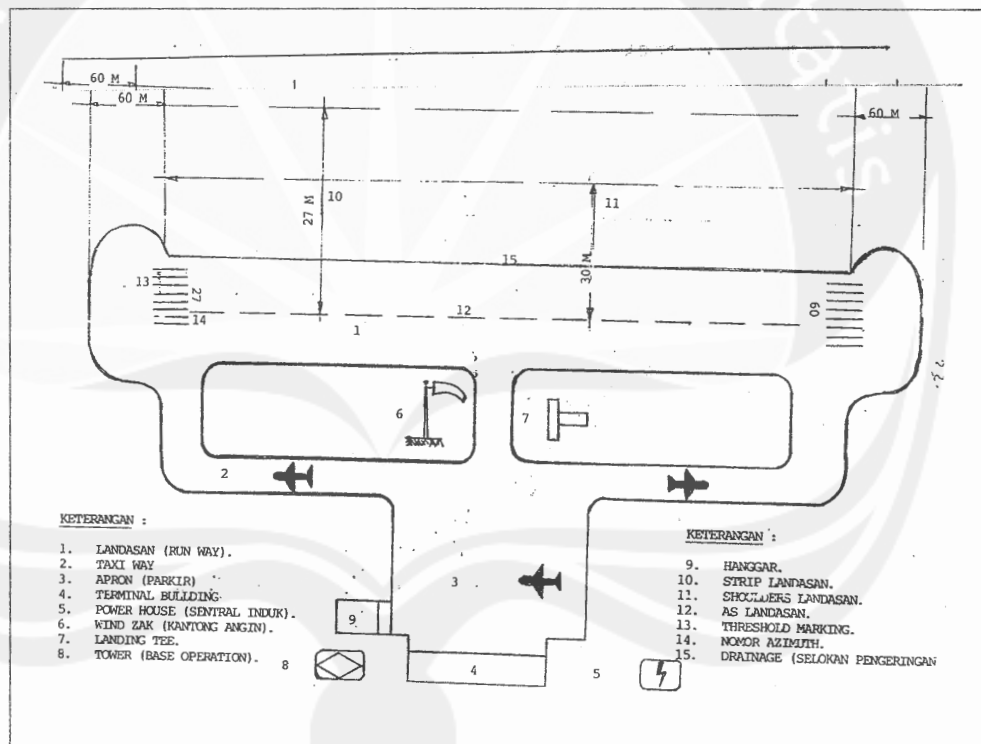 60 M
60 M
60 M
10
27 M
11
30 M
15
13
27
14
12
09
1
6
7
2
3
9
4
8
5
KETERANGAN :
1. LANDASAN (RUN WAY).
2. TAXI WAY
3. APRON (PARKIR)
4. TERMINAL BULLDING
5. POWER HOUSE (SENTRAL INDUK).
6. WIND ZAK (KANTONG ANGIN).
7. LANDING TEE.
8. TOWER (BASE OPERATION).
KETERANGAN :
9. HANGGAR.
10. STRIP LANDASAN.
11. SHOULDERS LANDASAN.
12. AS LANDASAN.
13. THRESHOLD MARKING.
14. NOMOR AZIMUTH.
15. DRAINAGE (SELOKAN PENGERINGAN